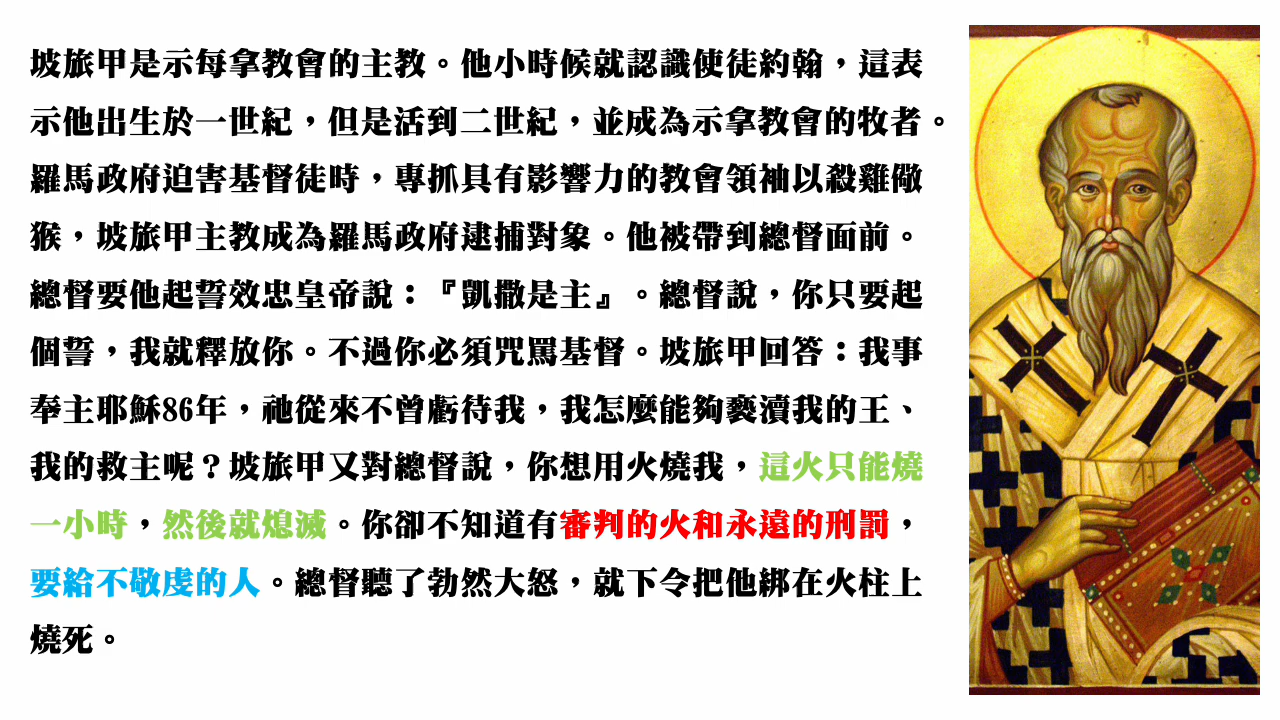 坡旅甲是示每拿教會的主教。他小時候就認識使徒約翰，這表
示他出生於一世紀，但是活到二世紀，並成為示拿教會的牧者。
羅馬政府迫害基督徒時，專抓具有影響力的教會領袖以殺雞儆
猴，坡旅甲主教成為羅馬政府逮捕對象。他被帶到總督面前。
總督要他起誓效忠皇帝說：『凱撒是主』。總督說，你只要起
個誓，我就釋放你。不過你必須咒罵基督。坡旅甲回答：我事
奉主耶穌86年，祂從來不曾虧待我，我怎麼能夠褻瀆我的王、
我的救主呢？坡旅甲又對總督說，你想用火燒我，這火只能燒
一小時，然後就熄滅。你卻不知道有審判的火和永遠的刑罰，
要給不敬虔的人。總督聽了勃然大怒，就下令把他綁在火柱上
燒死。